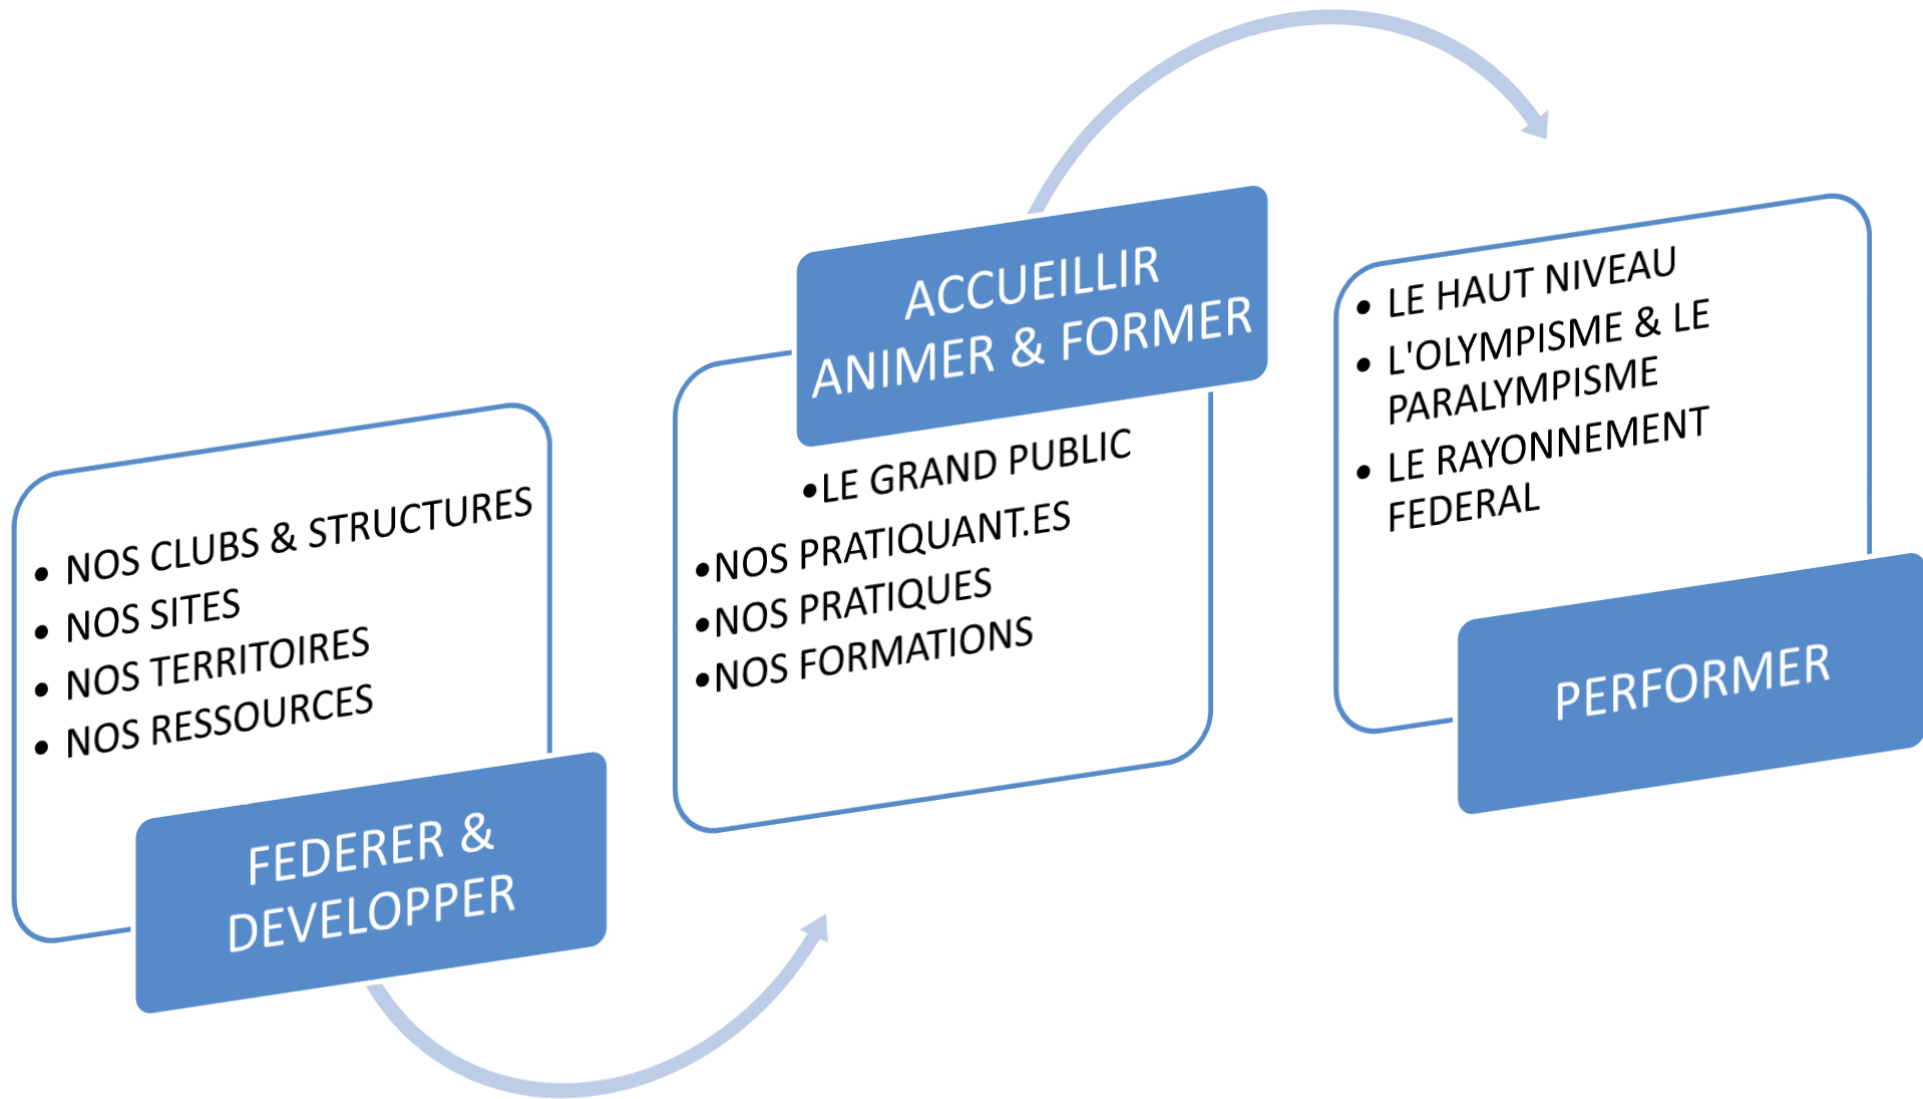 • NOS CLUBS & STRUCTURES
• NOS SITES
• NOS TERRITOIRES
• NOS RESSOURCES
FEDERER &
DEVELOPPER
ACCUEILLIR
ANIMER & FORMER
•LE GRAND PUBLIC
•NOS PRATIQUANT.ES
•NOS PRATIQUES
•NOS FORMATIONS
• LE HAUT NIVEAU
• L'OLYMPISME & LE
PARALYMPISME
• LE RAYONNEMENT
FEDERAL
PERFORMER